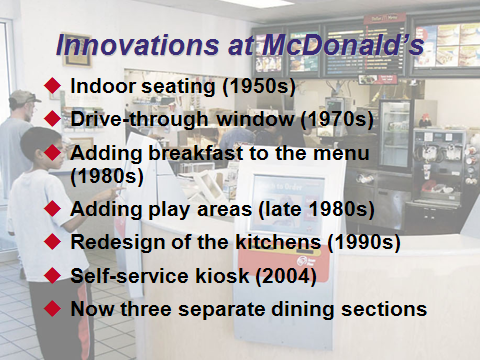 Innovations at McDonald's
Indoor seating (1950s)
Drive-through window (1970s)
Adding breakfast to the menu
(1980s)
Adding play areas (late 1980s)
Redesign of the kitchens (1990s)
Self-service kiosk (2004)
Now three separate dining sections